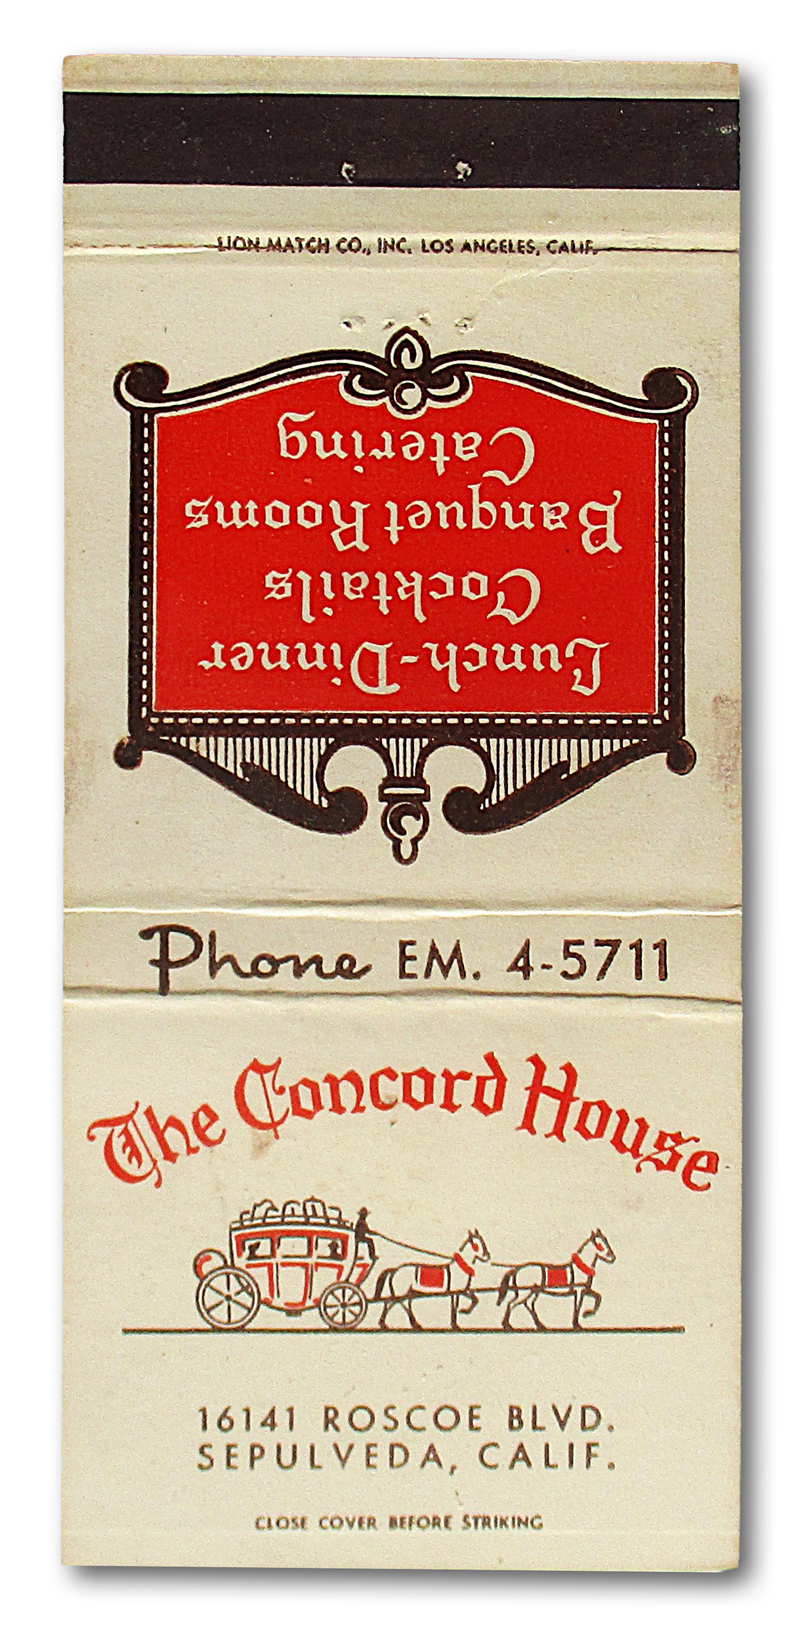 LION MATCH CO., INC. LOS ANGELES, CALIF.
Lunch-Dinner
Cocktails
Banquet Rooms
Catering
Phone EM. 4-5711
The Concord House
16141 ROSCOE BLVD.
SEPULVEDA, CALIF.
CLOSE COVER BEFORE STRIKING